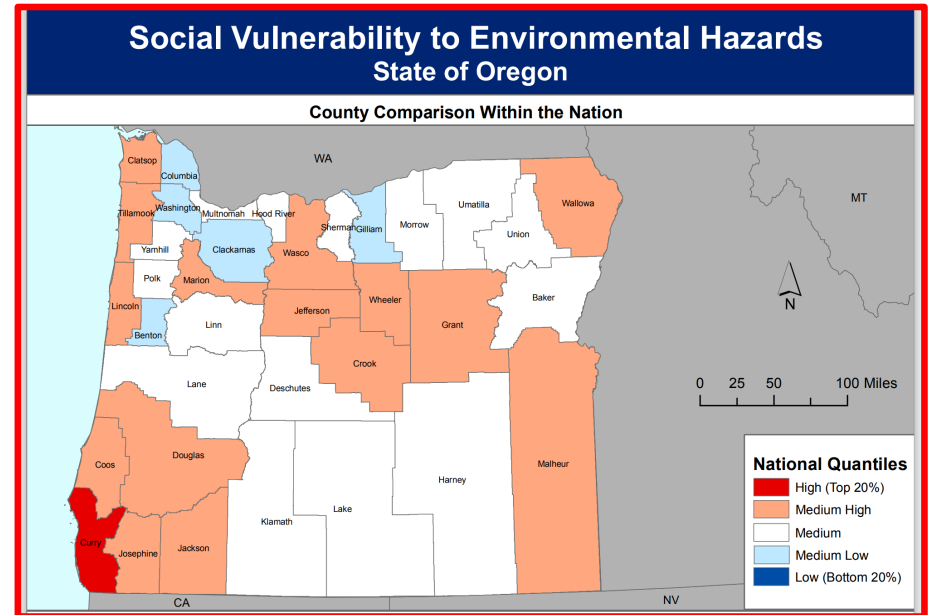 Social Vulnerability to Environmental Hazards
State of Oregon
County Comparison Within the Nation
WA
MT
Clatsop
Columbia
Tillamook
Washington
Multnomah
Hood River
Sherman
Gilliam
Morrow
Umatilla
Wallowa
Union
Yamhill
Clackamas
Wasco
Polk
Marion
Baker
Lincoln
Jefferson
Wheeler
Grant
Benton
Linn
Crook
Lane
Deschutes
N
0 25 50 100 Miles
Coos
Douglas
Harney
Malheur
Klamath
Lake
Curry
Josephine
Jackson
CA
NV
National Quantiles
High (Top 20%)
Medium High
Medium
Medium Low
Low (Bottom 20%)